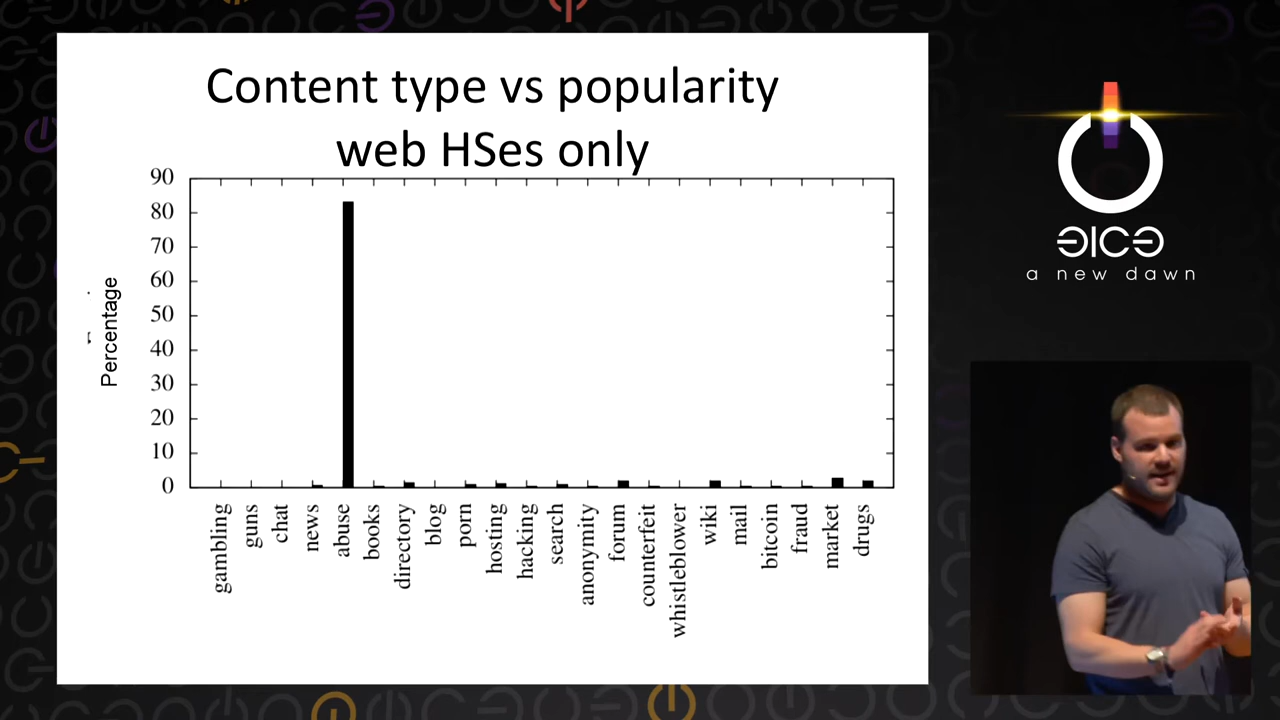 Content type vs popularity
web HSes only
Percentage
90
80
70
60
50
40
30
20
10
0
gambling
guns
chat
news
abuse
books
directory
blog
porn
hosting
hacking
search
anonymity
forum
counterfeit
whistleblower
wiki
mail
bitcoin
fraud
market
drugs
ƎICƎ
a new dawn